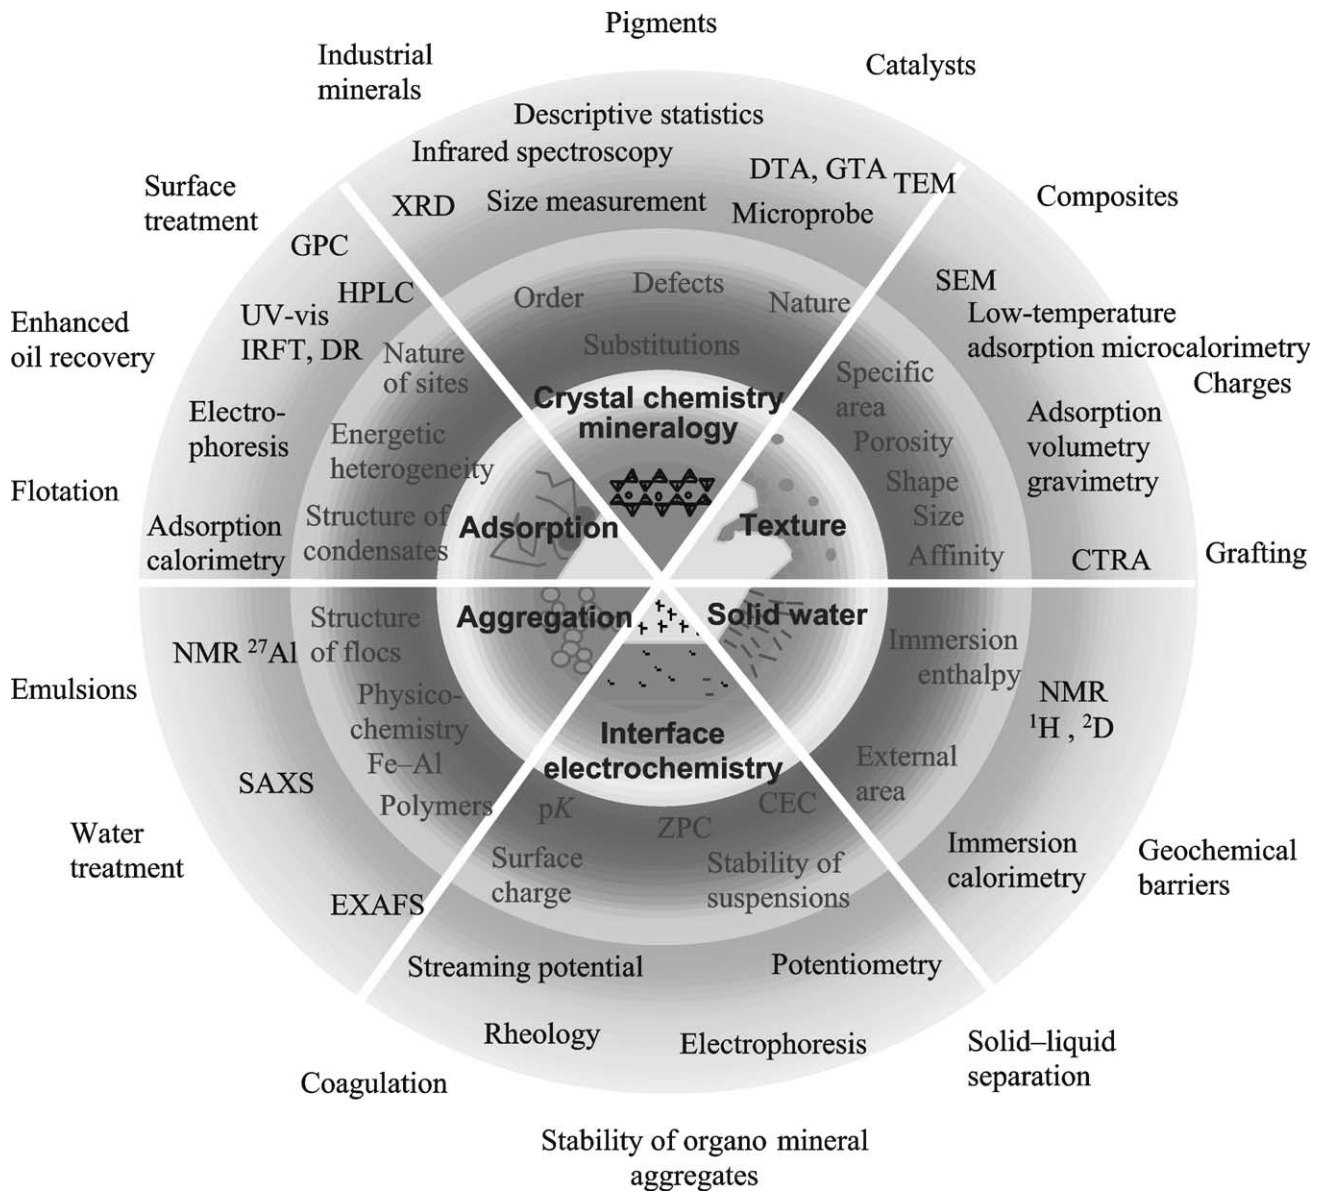 Pigments
Industrial
minerals
Catalysts
Descriptive statistics
Infrared spectroscopy
DTA, GTA
TEM
XRD
Size measurement
Microprobe
Surface
treatment
Composites
GPC
HPLC
UV-vis
IRFT, DR
SEM
Low-temperature
adsorption microcalorimetry
Charges
Order
Defects
Nature
Substitutions
Enhanced
oil recovery
Nature
of sites
Specific
area
Crystal chemistry
mineralogy
Electro-
phoresis
Energetic
heterogeneity
Porosity
Shape
Size
Affinity
Adsorption
volumetry
gravimetry
Flotation
Adsorption
calorimetry
Structure of
condensates
Adsorption
Texture
CTRA
Grafting
Aggregation
Solid water
NMR ²⁷Al
Structure
of flocs
Immersion
enthalpy
NMR
¹H , ²D
Emulsions
Physico-
chemistry
Fe–Al
Polymers
Interface
electrochemistry
External
area
SAXS
pK
ZPC
CEC
Water
treatment
Surface
charge
Stability of
suspensions
Immersion
calorimetry
Geochemical
barriers
EXAFS
Streaming potential
Potentiometry
Rheology
Electrophoresis
Solid–liquid
separation
Coagulation
Stability of organo mineral
aggregates